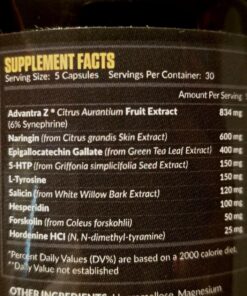 SUPPLEMENT FACTS
Serving Size: 5 Capsules Servings Per Container: 30
Amount Per Serving
Advantra Z® Citrus Aurantium Fruit Extract 834 mg
(6% Synephrine)
Naringin (from Citrus grandis Skin Extract) 600 mg
Epigallocatechin Gallate (from Green Tea Leaf Extract) 400 mg
5-HTP (from Griffonia simplicifolia Seed Extract) 150 mg
L-Tyrosine 150 mg
Salicin (from White Willow Bark Extract) 120 mg
Hesperidin 100 mg
Forskolin (from Coleus forskohlii) 50 mg
Hordenine HCl (N, N-dimethyl-tyramine) 25 mg
*Percent Daily Values (DV%) are based on a 2000 calorie diet.
**Daily Value not established
OTHER Magnesium